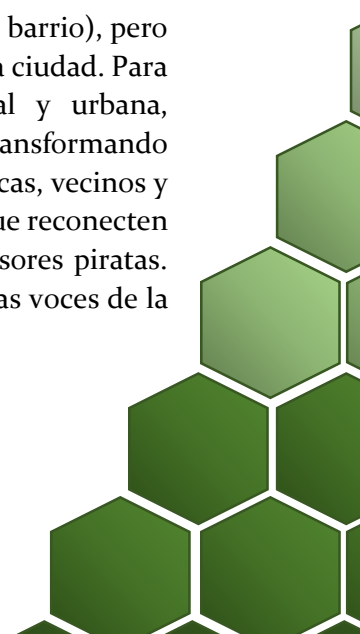 barrio), pero
a ciudad. Para
al y urbana,
ansformando
cas, vecinos y
ue reconecten
sores piratas.
as voces de la